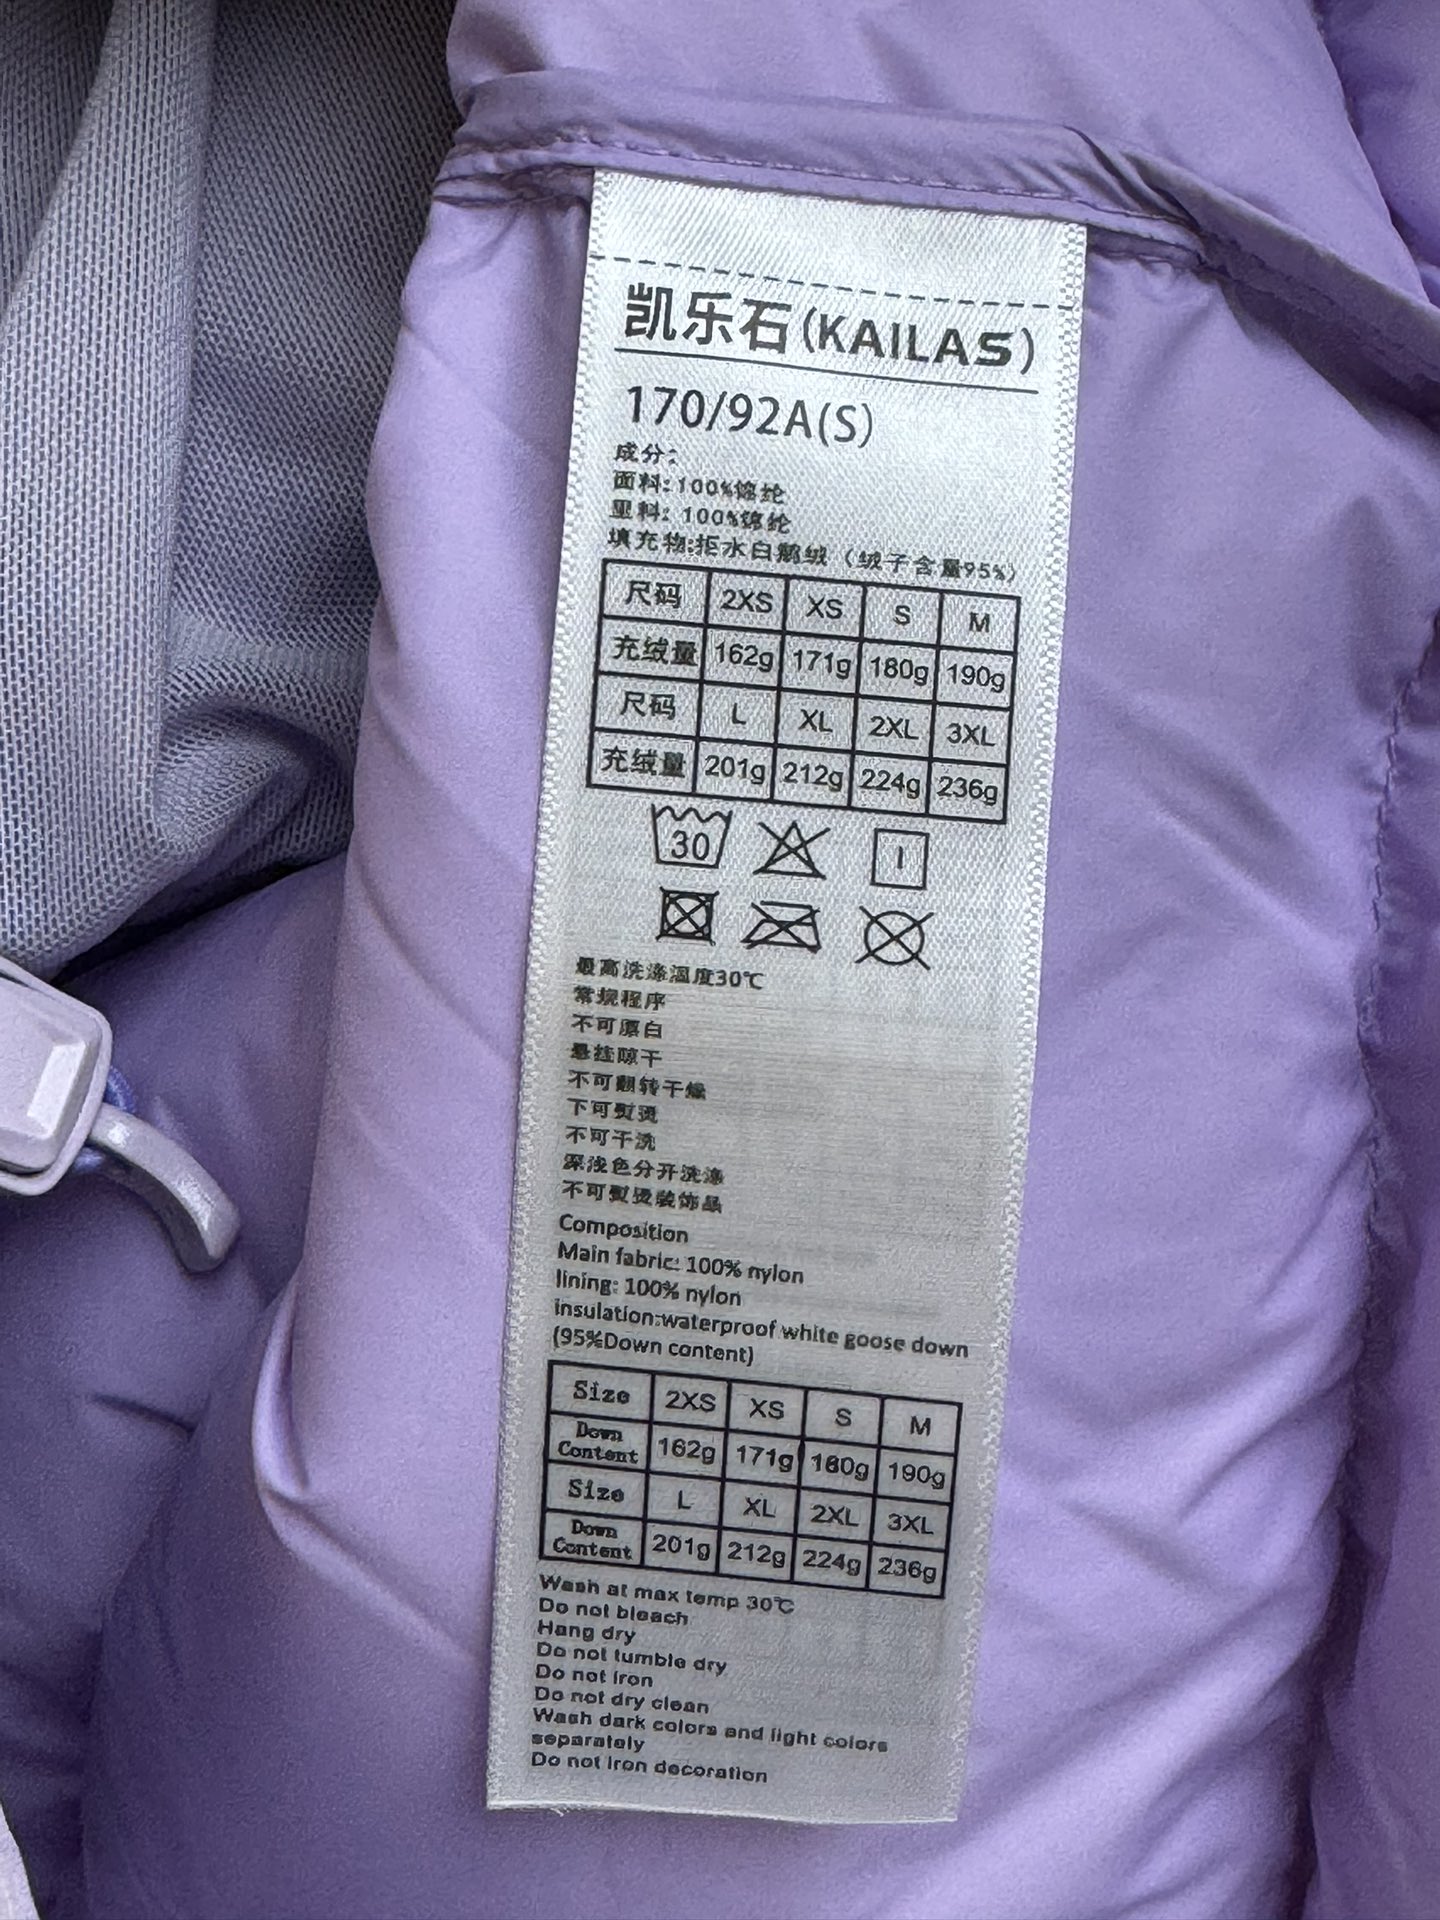 凯乐石(KAILAS)
170/92A(S)
成分:
面料:100%锦纶
里料: 100%锦纶
填充物:拒水白鹅绒（绒子含量95%）
尺码 2XS XS S M
充绒量 162g 171g 180g 190g
尺码 L XL 2XL 3XL
充绒量 201g 212g 224g 236g
30
最高洗涤温度30℃
常规程序
不可漂白
悬挂晾干
不可翻转干燥
不可熨烫
不可干洗
深浅色分开洗涤
不可熨烫装饰品
Composition
Main fabric: 100% nylon
lining: 100% nylon
insulation:waterproof white goose down
(95%Down content)
Size 2XS XS S M
Down Content 162g 171g 180g 190g
Size L XL 2XL 3XL
Down Content 201g 212g 224g 236g
Wash at max temp 30℃
Do not bleach
Hang dry
Do not tumble dry
Do not iron
Do not dry clean
Wash dark colors and light colors
separately
Do not iron decoration